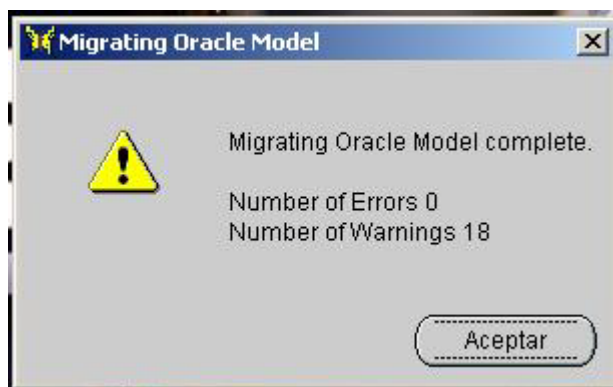 Migrating Oracle Model
Migrating Oracle Model complete.
Number of Errors 0
Number of Warnings 18
Aceptar